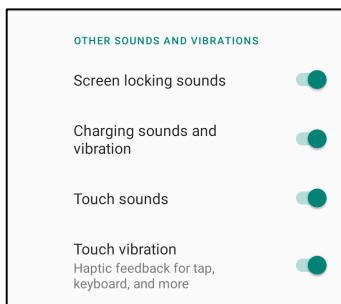 OTHER SOUNDS AND VIBRATIONS
Screen locking sounds
Charging sounds and
vibration
Touch sounds
Touch vibration
Haptic feedback for tap,
keyboard, and more